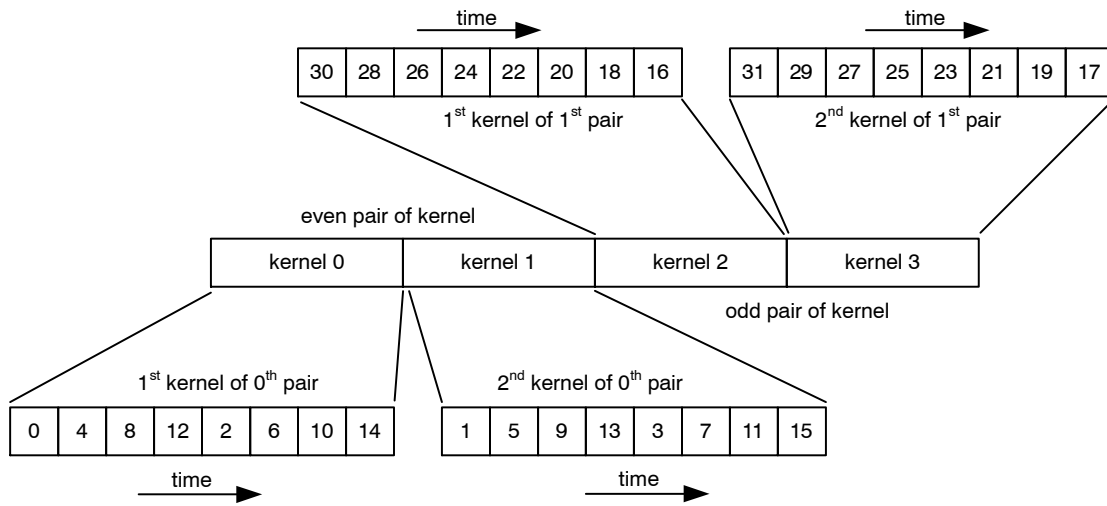 time time
30 28 26 24 22 20 18 16 31 29 27 25 23 21 19 17
1st kernel of 1st pair 2nd kernel of 1st pair
even pair of kernel
kernel 0 kernel 1 kernel 2 kernel 3
odd pair of kernel
1st kernel of 0th pair 2nd kernel of 0th pair
0 4 8 12 2 6 10 14 1 5 9 13 3 7 11 15
time time